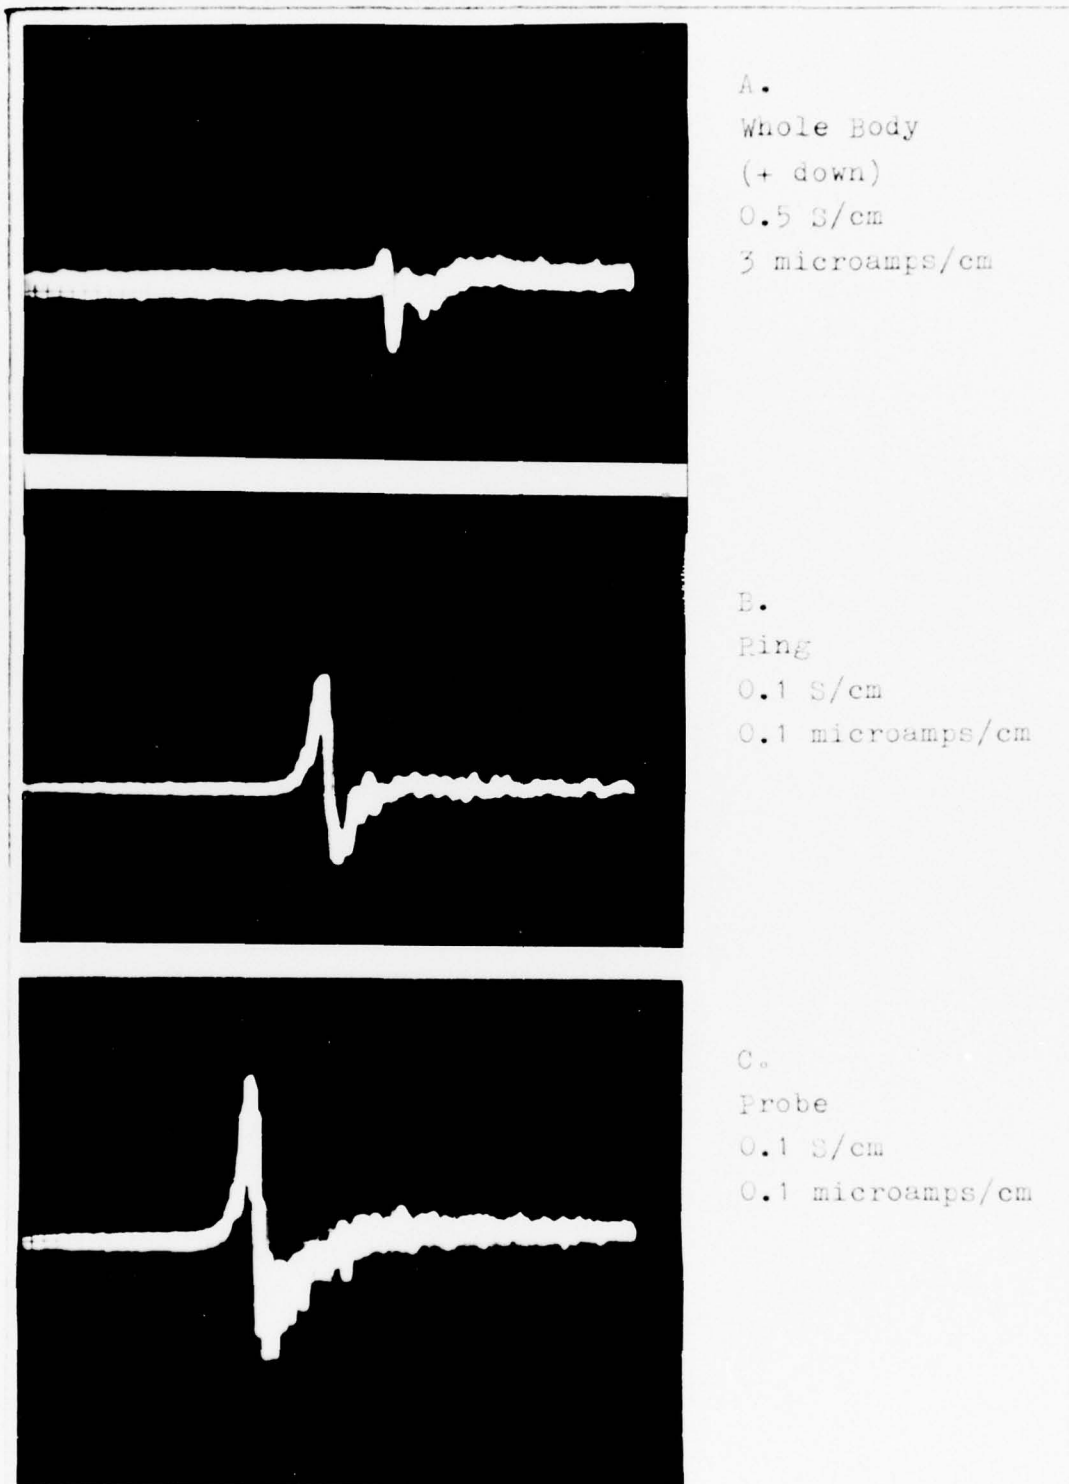 A.
Whole Body
(+ down)
0.5 S/cm
3 microamps/cm
B.
Ring
0.1 S/cm
0.1 microamps/cm
C.
Probe
0.1 S/cm
0.1 microamps/cm